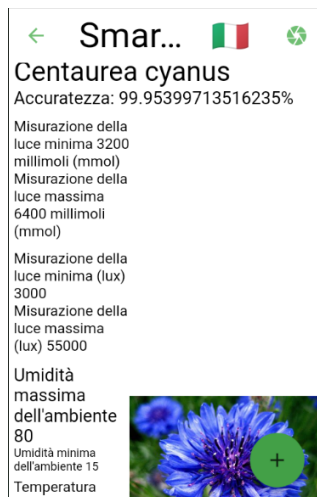 Smar...
Centaurea cyanus
Accuratezza: 99.95399713516235%
Misurazione della
luce minima 3200
millimoli (mmol)
Misurazione della
luce massima
6400 millimoli
(mmol)
Misurazione della
luce minima (lux)
3000
Misurazione della
luce massima
(lux) 55000
Umidità
massima
dell'ambiente
80
Umidità minima
dell'ambiente 15
Temperatura